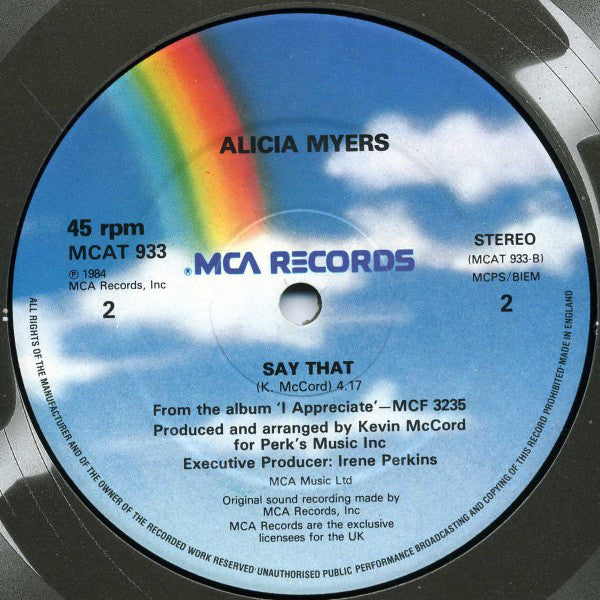 ALICIA MYERS
45 rpm
MCAT 933
℗ 1984
MCA Records, Inc
2
® MCA RECORDS
STEREO
(MCAT 933-B)
MCPS/BIEM
2
SAY THAT
(K. McCord) 4.17
From the album 'I Appreciate'—MCF 3235
Produced and arranged by Kevin McCord
for Perk's Music Inc
Executive Producer: Irene Perkins
MCA Music Ltd
Original sound recording made by
MCA Records, Inc
MCA Records are the exclusive
licensees for the UK
ALL RIGHTS OF THE MANUFACTURER AND OF THE OWNER OF THE RECORDED WORK RESERVED·UNAUTHORISED PUBLIC PERFORMANCE BROADCASTING AND COPYING OF THIS RECORD PROHIBITED·MADE IN ENGLAND